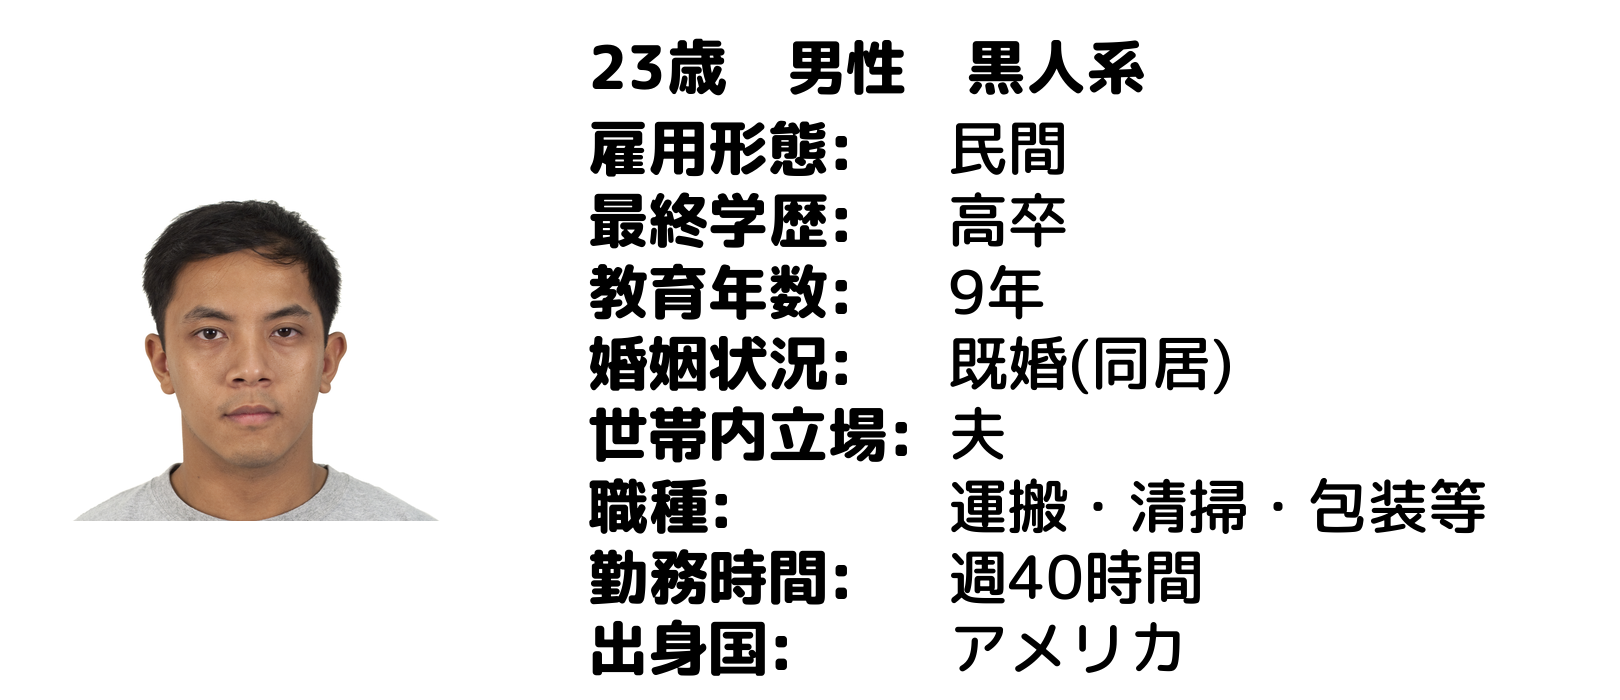 23歳　男性　黒人系
雇用形態:　民間
最終学歴:　高卒
教育年数:　9年
婚姻状況:　既婚(同居)
世帯内立場:　夫
職種:　運搬・清掃・包装等
勤務時間:　週40時間
出身国:　アメリカ